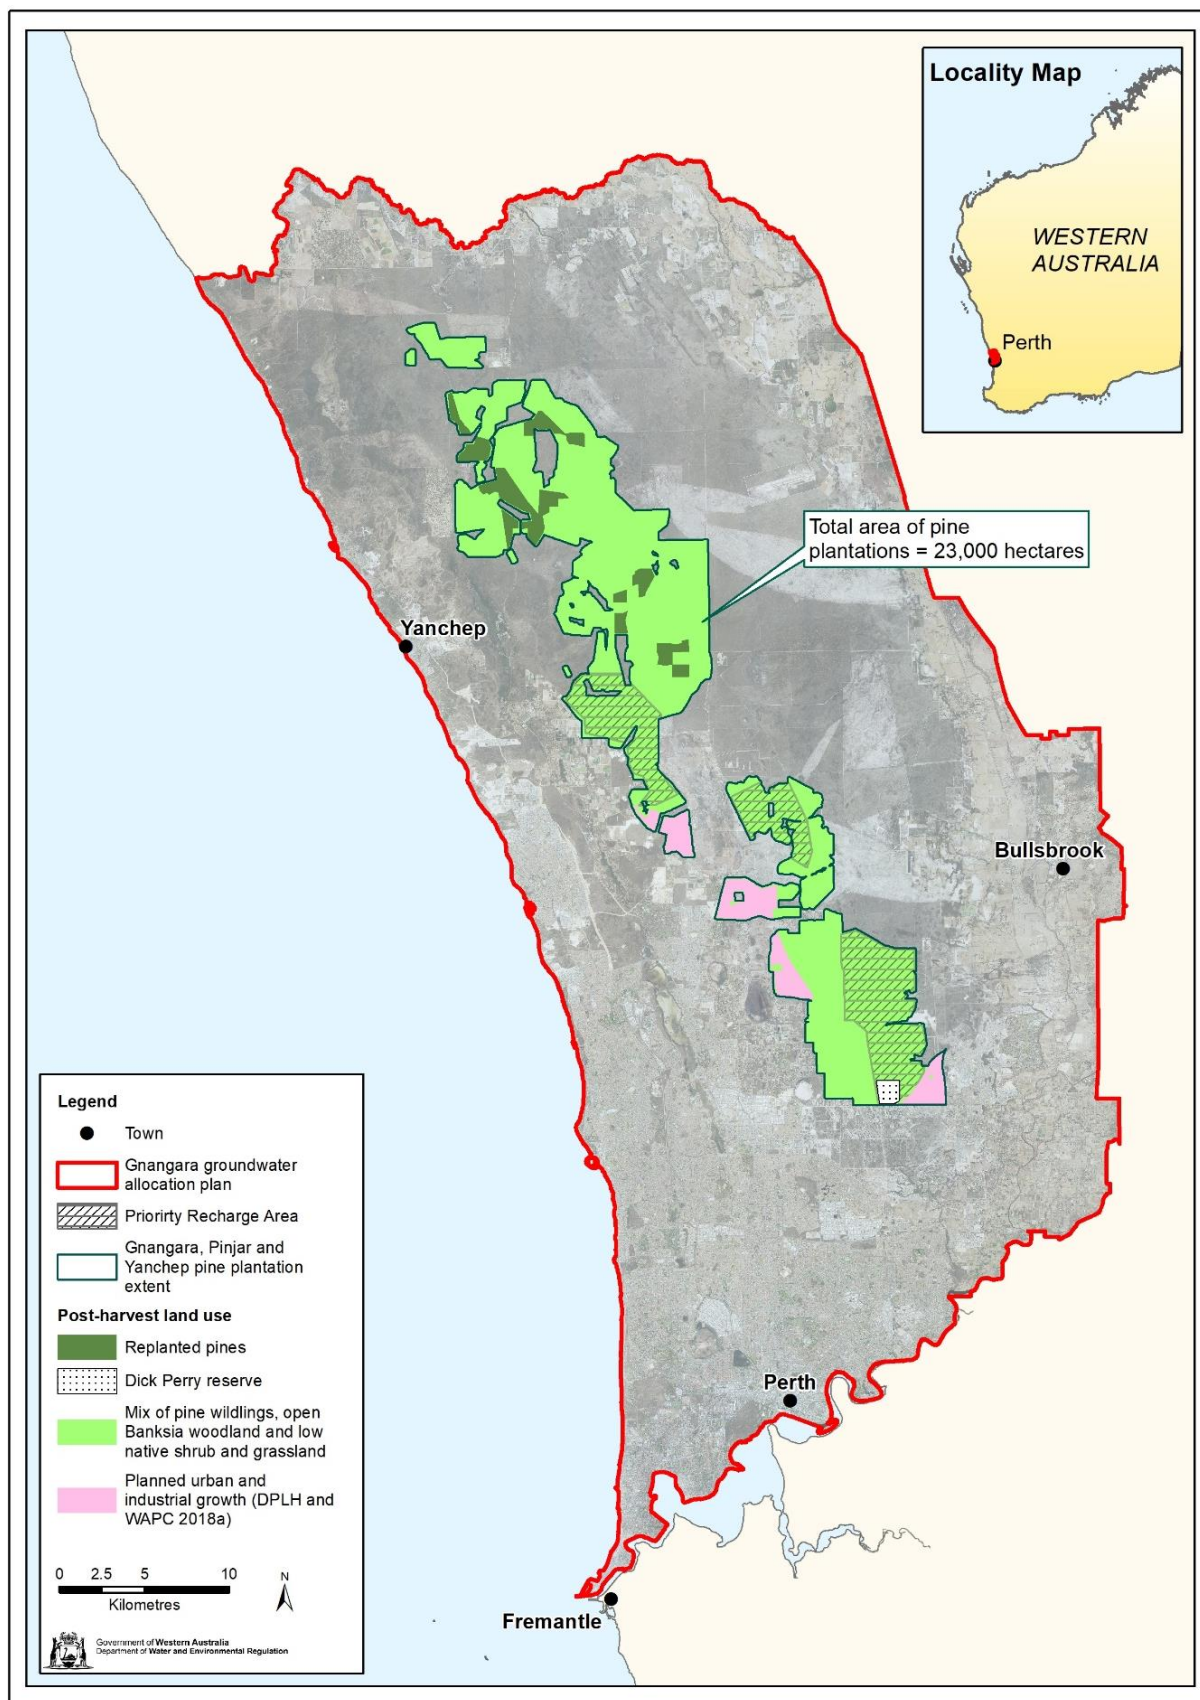 Locality Map
WESTERN
AUSTRALIA
Perth
Total area of pine
plantations = 23,000 hectares
Yanchep
Bullsbrook
Perth
Fremantle
Legend
Town
Gnangara groundwater
allocation plan
Priorirty Recharge Area
Gnangara, Pinjar and
Yanchep pine plantation
extent
Post-harvest land use
Replanted pines
Dick Perry reserve
Mix of pine wildlings, open
Banksia woodland and low
native shrub and grassland
Planned urban and
industrial growth (DPLH and
WAPC 2018a)
0 2.5 5 10
Kilometres
N
Government of Western Australia
Department of Water and Environmental Regulation